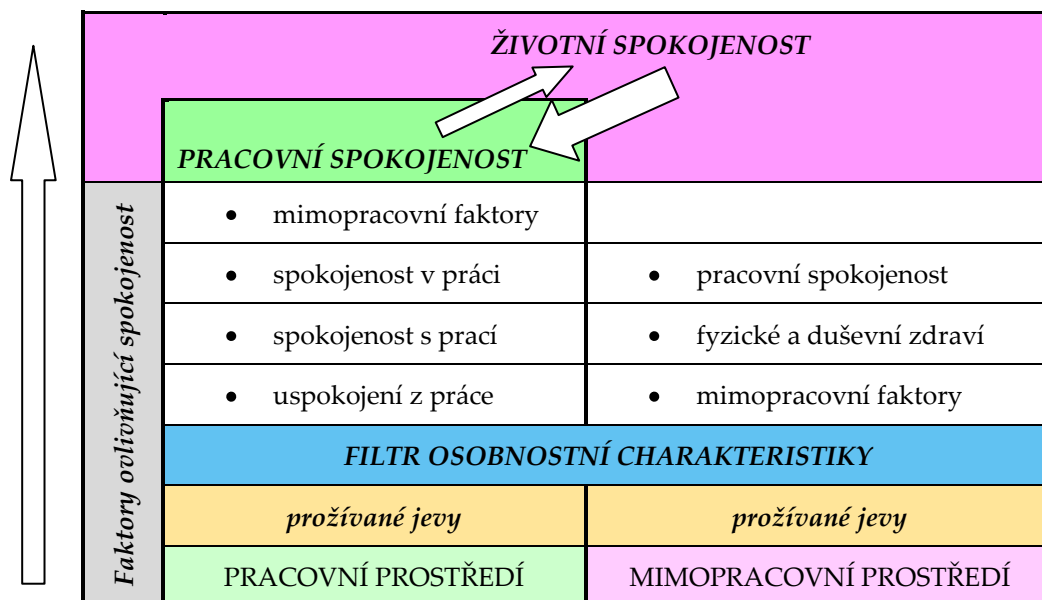 ŽIVOTNÍ SPOKOJENOST
PRACOVNÍ SPOKOJENOST
Faktory ovlivňující spokojenost
• mimopracovní faktory
• spokojenost v práci
• pracovní spokojenost
• spokojenost s prací
• fyzické a duševní zdraví
• uspokojení z práce
• mimopracovní faktory
FILTR OSOBNOSTNÍ CHARAKTERISTIKY
prožívané jevy
prožívané jevy
PRACOVNÍ PROSTŘEDÍ
MIMOPRACOVNÍ PROSTŘEDÍ